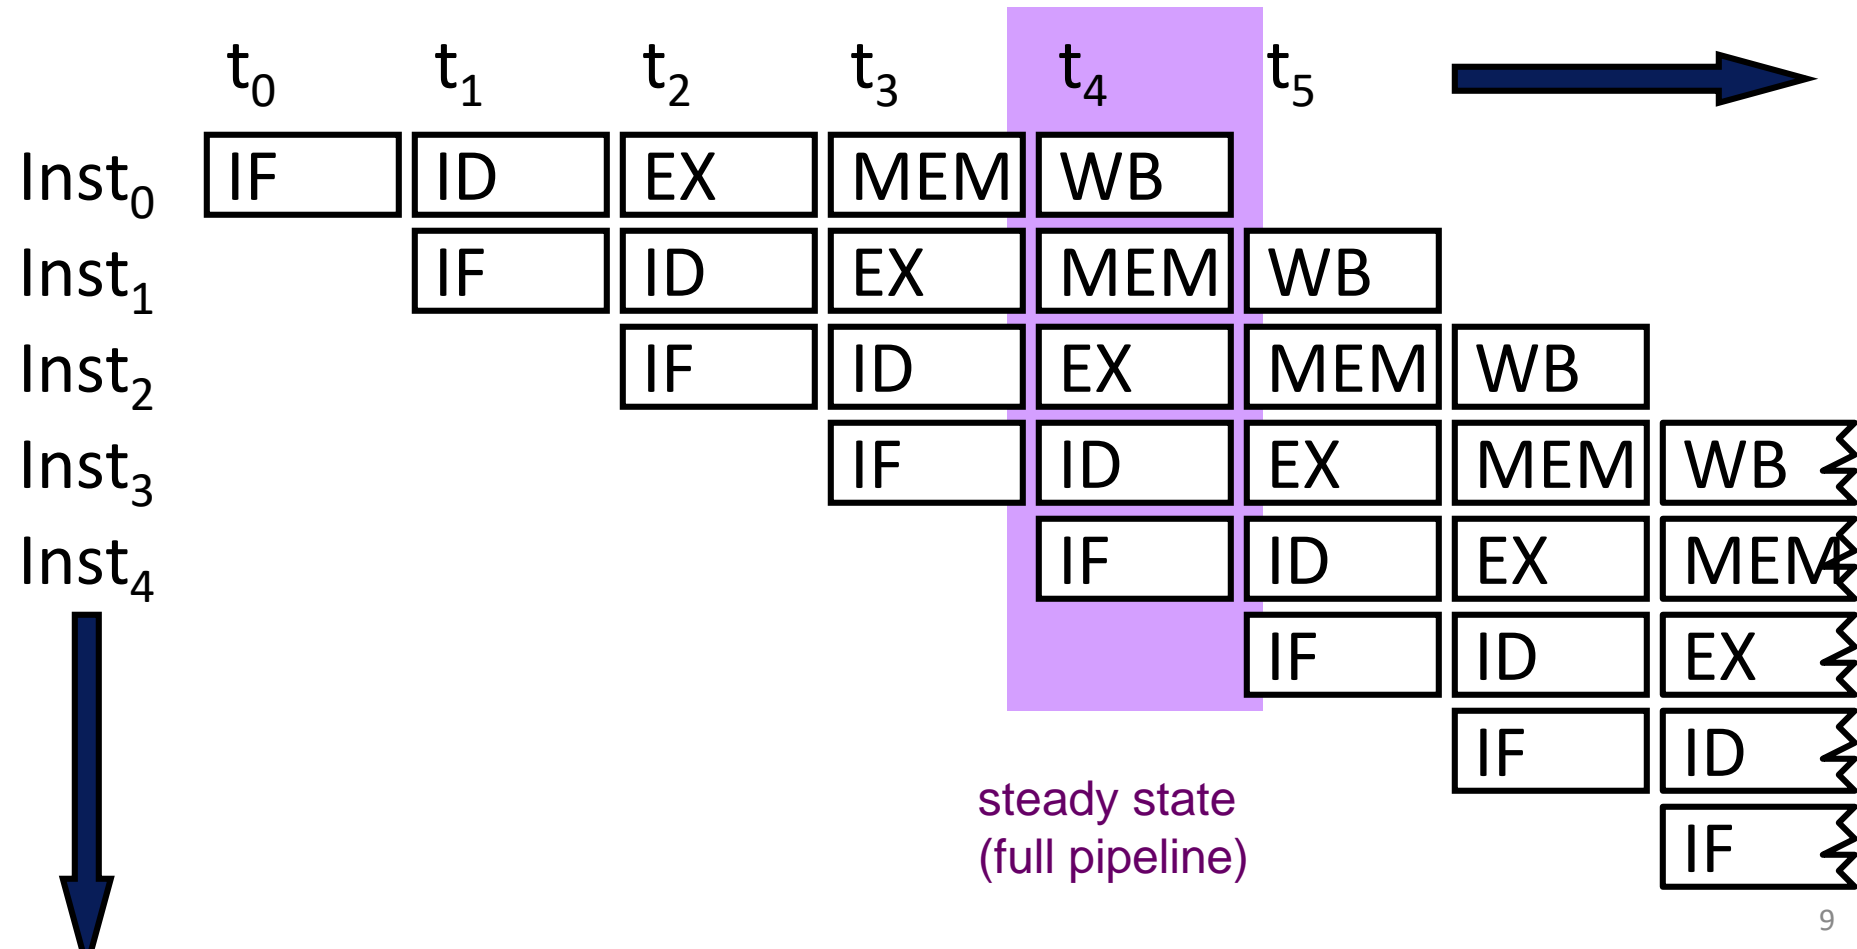 t0 t1 t2 t3 t4 t5
Inst0 IF ID EX MEM WB
Inst1 IF ID EX MEM WB
Inst2 IF ID EX MEM WB
Inst3 IF ID EX MEM WB
Inst4 IF ID EX MEM
IF ID EX
IF ID
steady state
(full pipeline)
IF
9